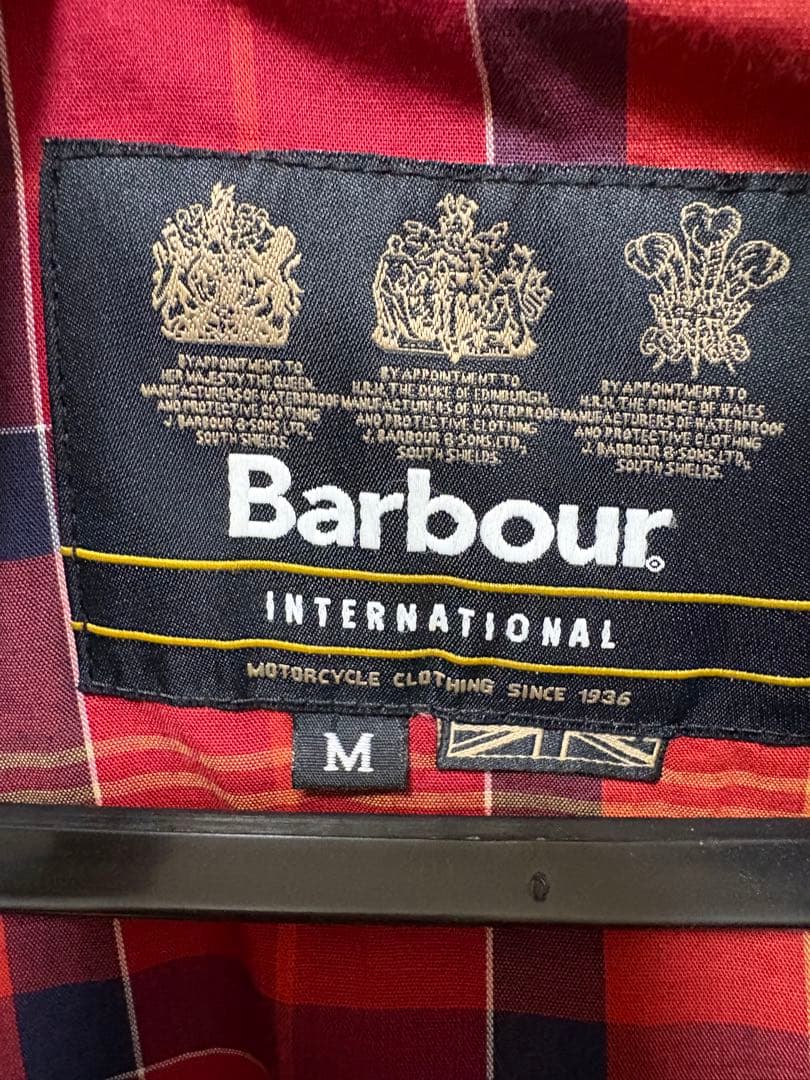 BY APPOINTMENT TO
HER MAJESTY THE QUEEN
MANUFACTURERS OF WATERPROOF
AND PROTECTIVE CLOTHING
J. BARBOUR & SONS, LTD.,
SOUTH SHIELDS.
BY APPOINTMENT TO
H.R.H. THE DUKE OF EDINBURGH
MANUFACTURERS OF WATERPROOF
AND PROTECTIVE CLOTHING
J. BARBOUR & SONS, LTD.,
SOUTH SHIELDS.
BY APPOINTMENT TO
H.R.H. THE PRINCE OF WALES
MANUFACTURERS OF WATERPROOF
AND PROTECTIVE CLOTHING
J. BARBOUR & SONS, LTD.,
SOUTH SHIELDS.
Barbour®
INTERNATIONAL
MOTORCYCLE CLOTHING SINCE 1936
M